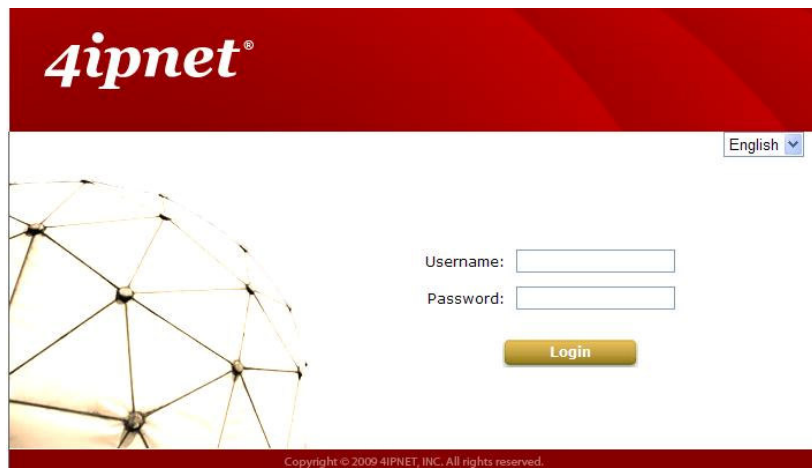 4ipnet®
English
Username:
Password:
Login
Copyright © 2009 4IPNET, INC. All rights reserved.